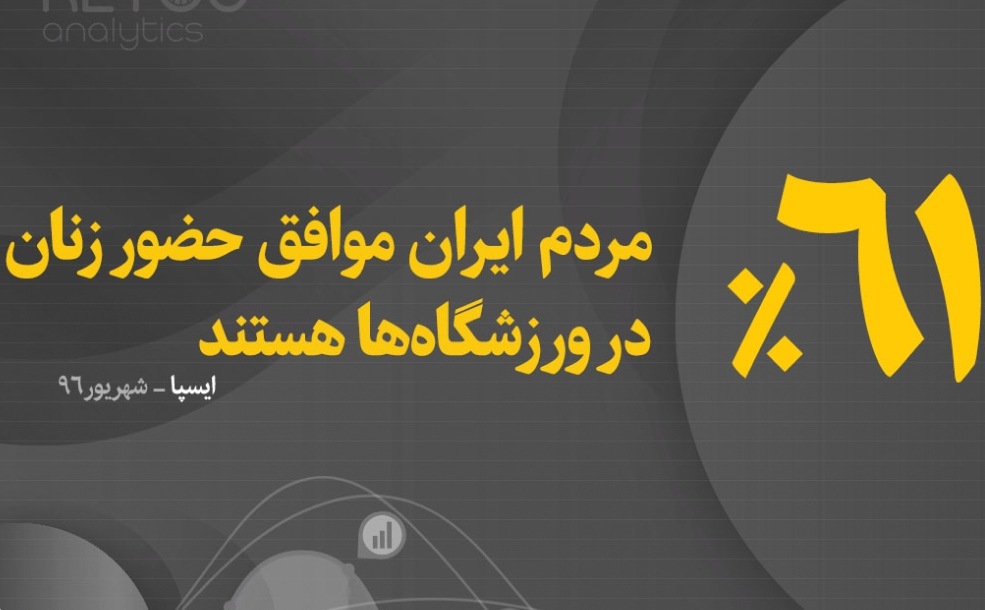 analytics
٪۶۱
مردم ایران موافق حضور زنان
در ورزشگاه‌ها هستند
ایسپا - شهریور۹۶